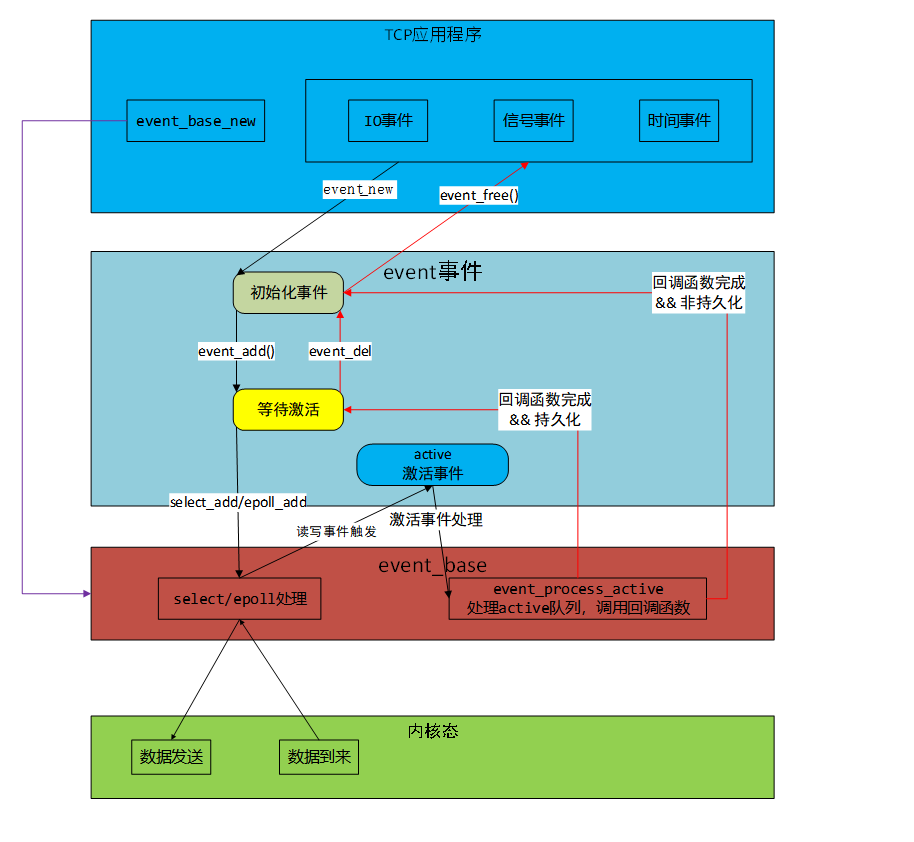 TCP应用程序
event_base_new
IO事件
信号事件
时间事件
event_new
event_free()
event事件
初始化事件
回调函数完成
&& 非持久化
event_add()
event_del
等待激活
回调函数完成
&& 持久化
active
激活事件
select_add/epoll_add
读写事件触发
激活事件处理
event_base
select/epoll处理
event_process_active
处理active队列，调用回调函数
内核态
数据发送
数据到来